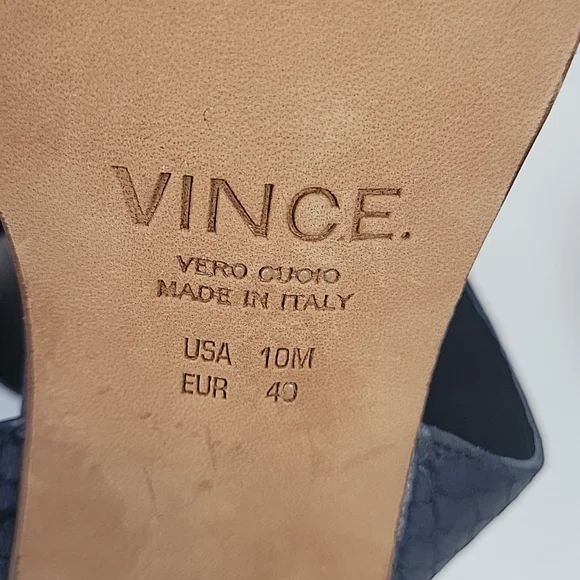 VINCE.
VERO CUOIO
MADE IN ITALY
USA 10M
EUR 40